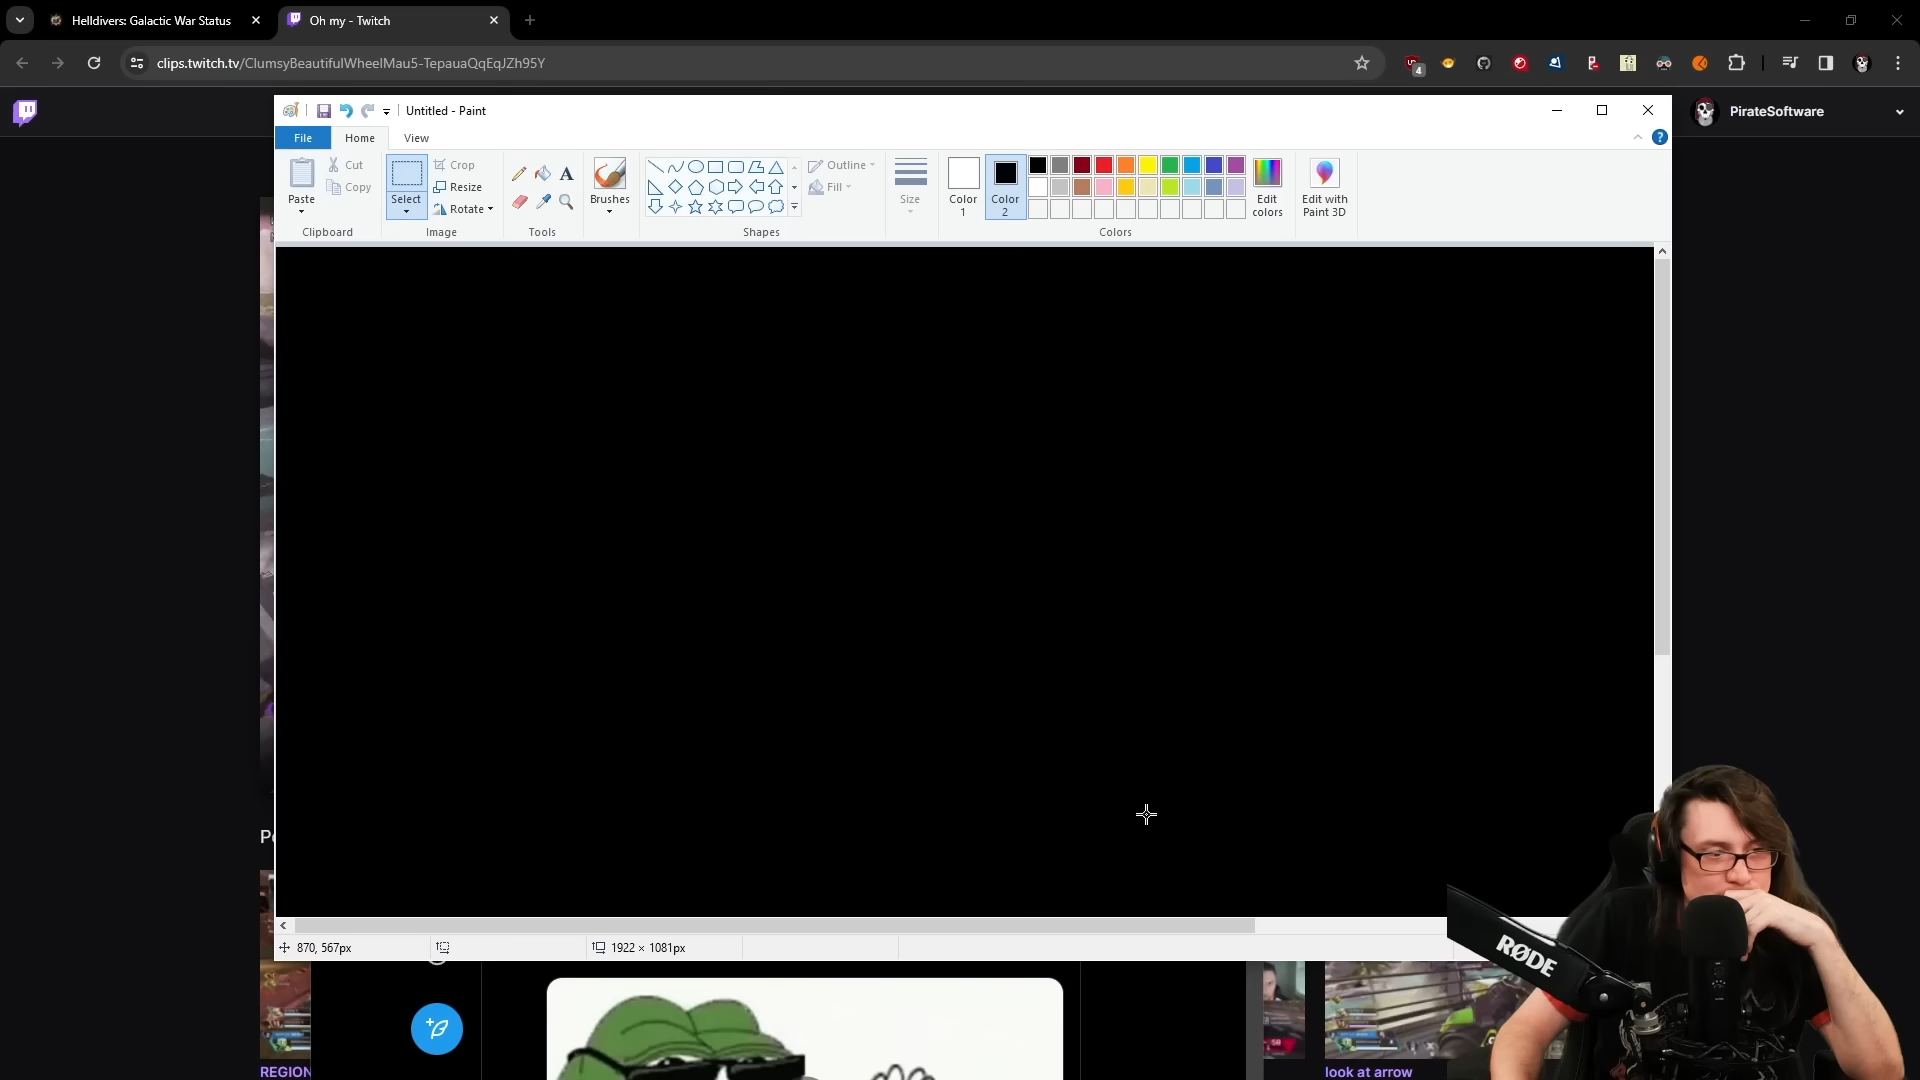 Helldivers: Galactic War Status
Oh my - Twitch
clips.twitch.tv/ClumsyBeautifulWheelMau5-TepauaQqEqJZh95Y
4
Untitled - Paint
PirateSoftware
File
Home
View
Paste
Cut
Copy
Clipboard
Select
Crop
Resize
Rotate
Image
A
Tools
Brushes
Outline
Fill
Shapes
Size
Color
1
Color
2
Edit
colors
Colors
Edit with
Paint 3D
870, 567px
1922 × 1081px
RØDE
REGION
look at arrow